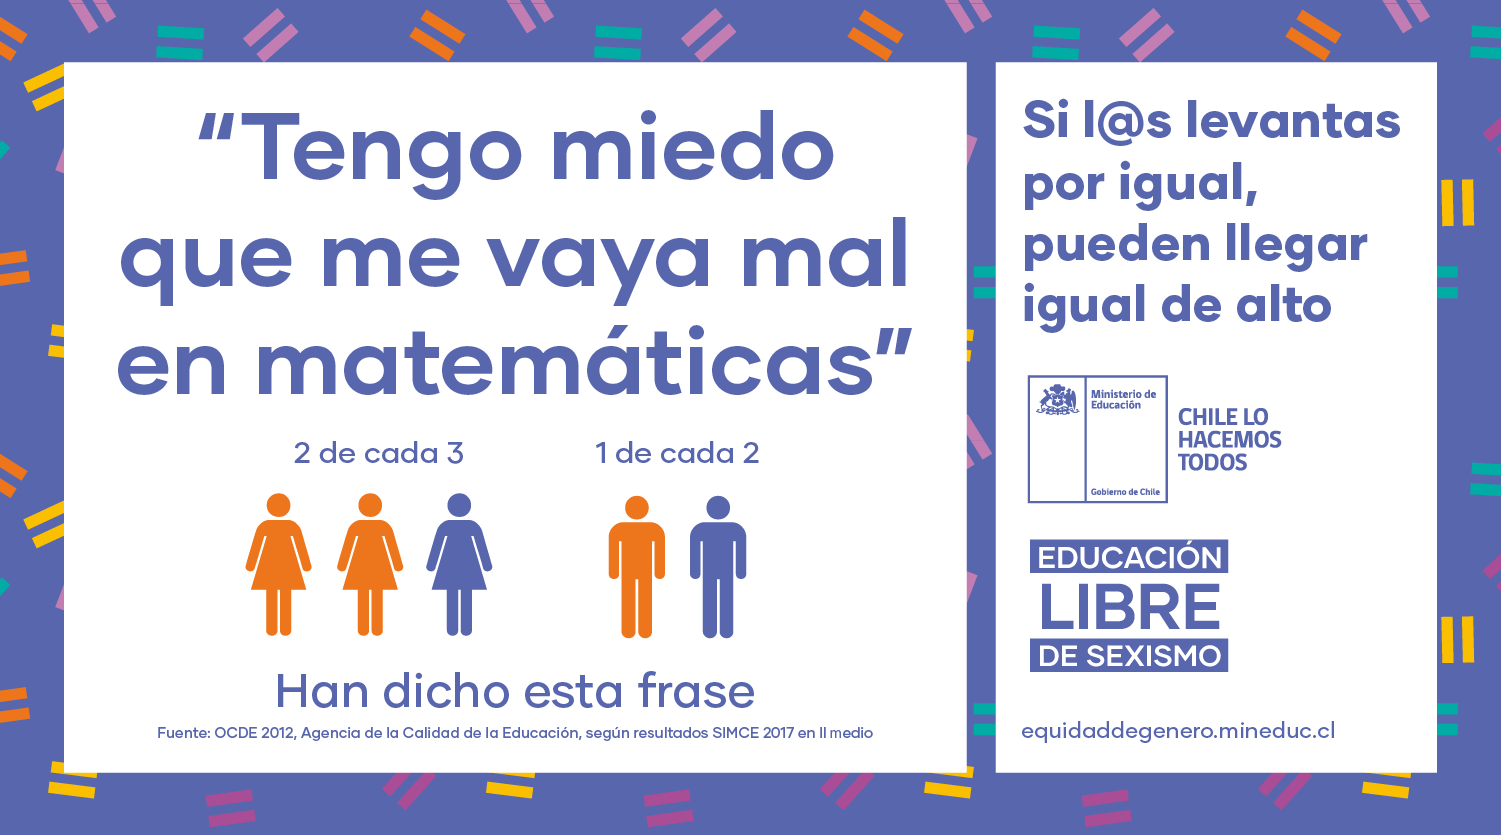 “Tengo miedo
que me vaya mal
en matemáticas”
2 de cada 3
1 de cada 2
Han dicho esta frase
Fuente: OCDE 2012, Agencia de la Calidad de la Educación, según resultados SIMCE 2017 en II medio
Si l@s levantas
por igual,
pueden llegar
igual de alto
Ministerio de
Educación
Gobierno de Chile
CHILE LO
HACEMOS
TODOS
EDUCACIÓN
LIBRE
DE SEXISMO
equidaddegenero.mineduc.cl